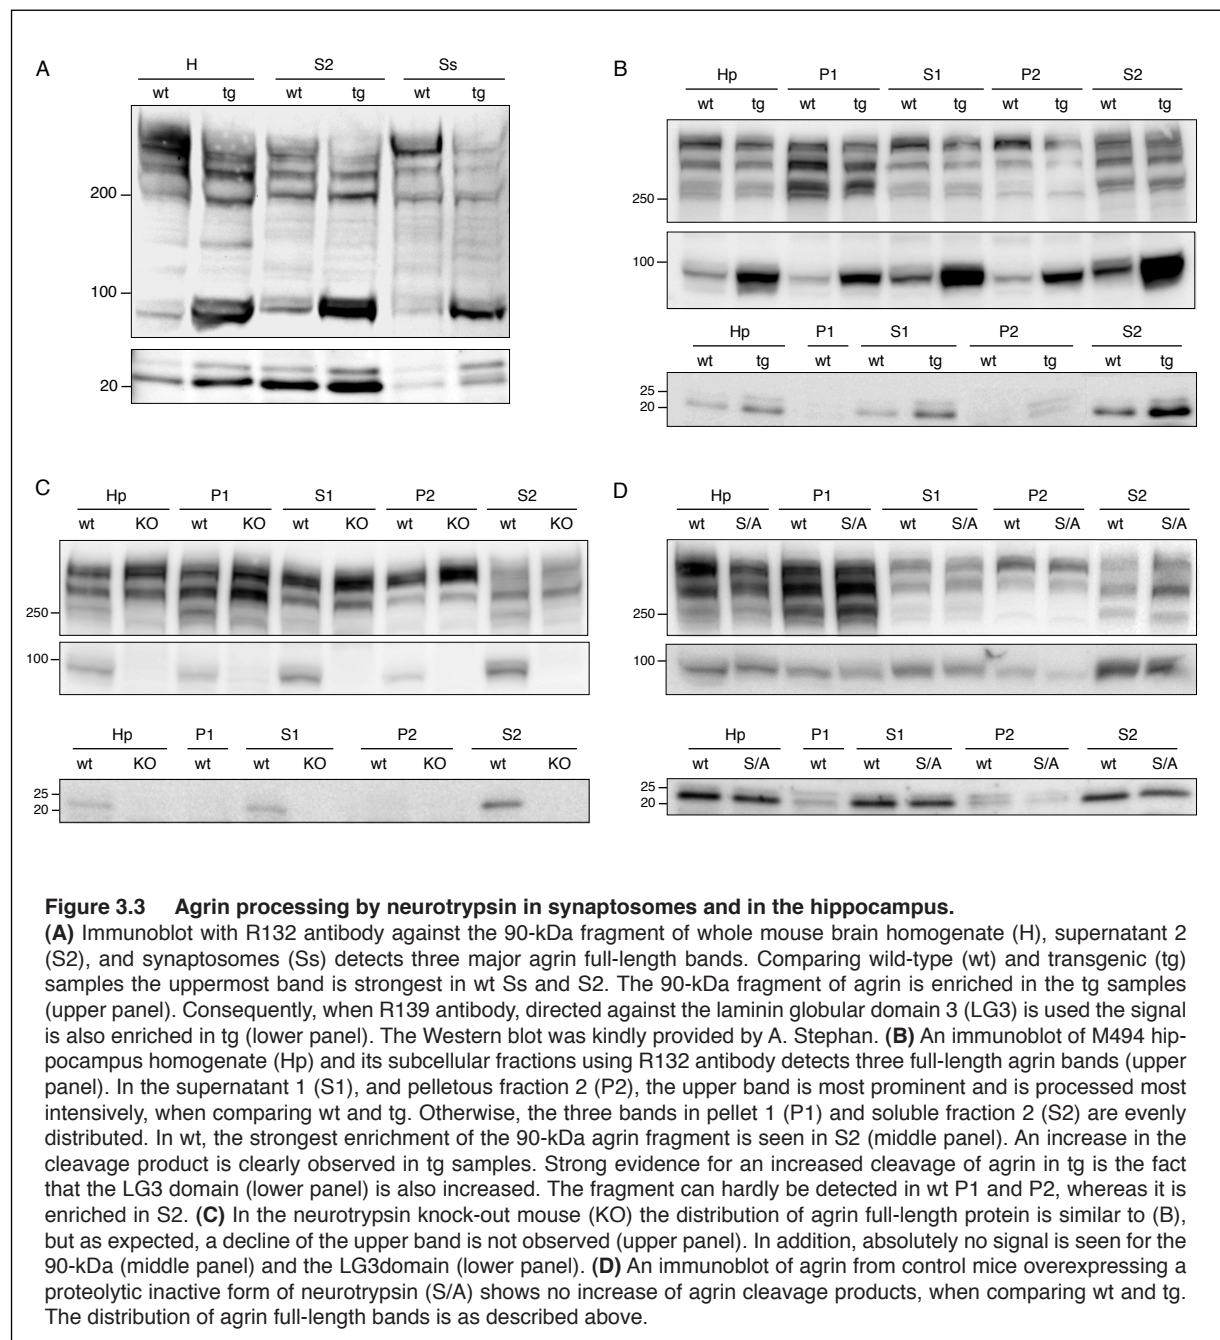 A
H S2 Ss
wt tg wt tg wt tg
200
100
20
B
Hp P1 S1 P2 S2
wt tg wt tg wt tg wt tg wt tg
250
100
Hp P1 S1 P2 S2
wt tg wt wt tg wt tg wt tg
25
20
C
Hp P1 S1 P2 S2
wt KO wt KO wt KO wt KO wt KO
250
100
Hp P1 S1 P2 S2
wt KO wt wt KO wt KO wt KO
25
20
D
Hp P1 S1 P2 S2
wt S/A wt S/A wt S/A wt S/A wt S/A
250
100
Hp P1 S1 P2 S2
wt S/A wt wt S/A wt S/A wt S/A
25
20
Figure 3.3 Agrin processing by neurotrypsin in synaptosomes and in the hippocampus.
(A) Immunoblot with R132 antibody against the 90-kDa fragment of whole mouse brain homogenate (H), supernatant 2
(S2), and synaptosomes (Ss) detects three major agrin full-length bands. Comparing wild-type (wt) and transgenic (tg)
samples the uppermost band is strongest in wt Ss and S2. The 90-kDa fragment of agrin is enriched in the tg samples
(upper panel). Consequently, when R139 antibody, directed against the laminin globular domain 3 (LG3) is used the signal
is also enriched in tg (lower panel). The Western blot was kindly provided by A. Stephan. (B) An immunoblot of M494 hip-
pocampus homogenate (Hp) and its subcellular fractions using R132 antibody detects three full-length agrin bands (upper
panel). In the supernatant 1 (S1), and pelletous fraction 2 (P2), the upper band is most prominent and is processed most
intensively, when comparing wt and tg. Otherwise, the three bands in pellet 1 (P1) and soluble fraction 2 (S2) are evenly
distributed. In wt, the strongest enrichment of the 90-kDa agrin fragment is seen in S2 (middle panel). An increase in the
cleavage product is clearly observed in tg samples. Strong evidence for an increased cleavage of agrin in tg is the fact
that the LG3 domain (lower panel) is also increased. The fragment can hardly be detected in wt P1 and P2, whereas it is
enriched in S2. (C) In the neurotrypsin knock-out mouse (KO) the distribution of agrin full-length protein is similar to (B),
but as expected, a decline of the upper band is not observed (upper panel). In addition, absolutely no signal is seen for the
90-kDa (middle panel) and the LG3domain (lower panel). (D) An immunoblot of agrin from control mice overexpressing a
proteolytic inactive form of neurotrypsin (S/A) shows no increase of agrin cleavage products, when comparing wt and tg.
The distribution of agrin full-length bands is as described above.